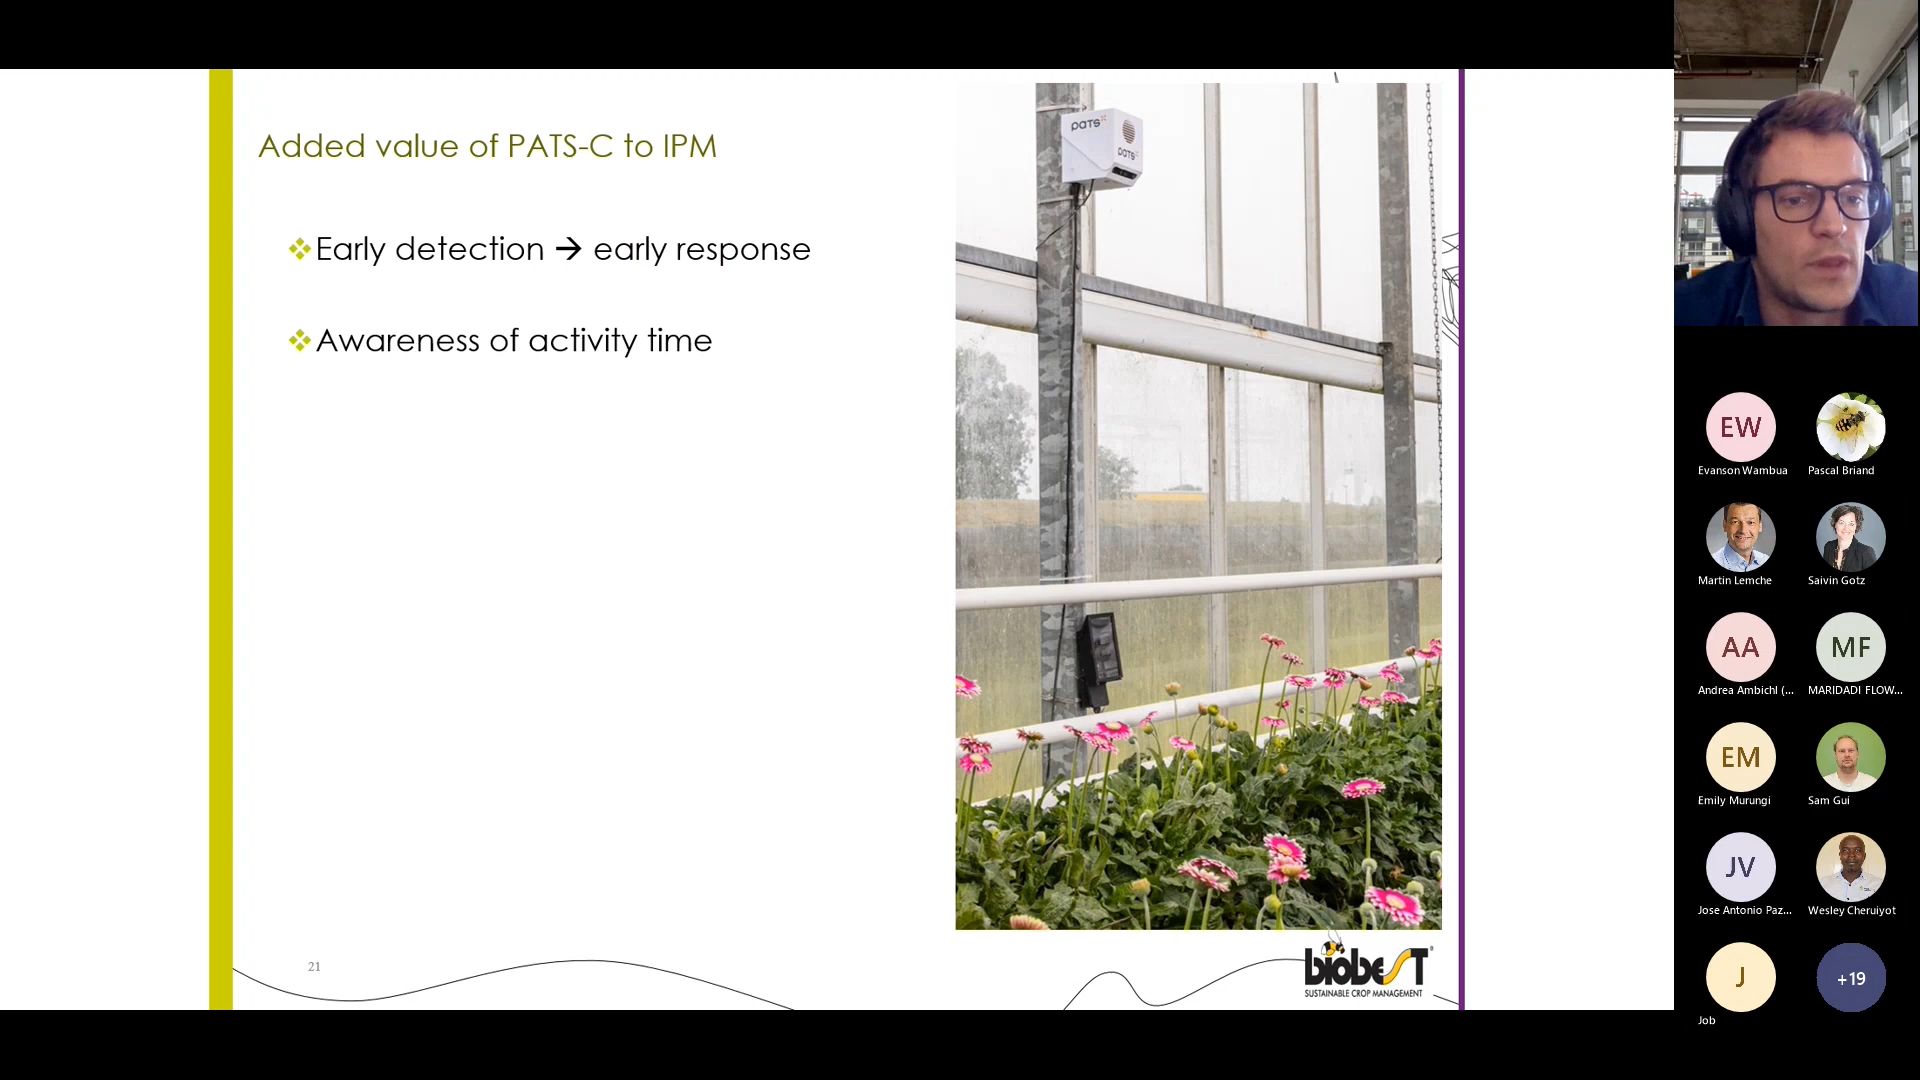 Added value of PATS-C to IPM
❖Early detection → early response
❖Awareness of activity time
PATS
PATS
21
biobest®
SUSTAINABLE CROP MANAGEMENT
EW
Evanson Wambua
Pascal Briand
Martin Lemche
Saivin Gotz
AA
MF
Andrea Ambichl (...
MARIDADI FLOW...
EM
Emily Murungi
Sam Gui
JV
Jose Antonio Paz...
Wesley Cheruiyot
J
+19
Job